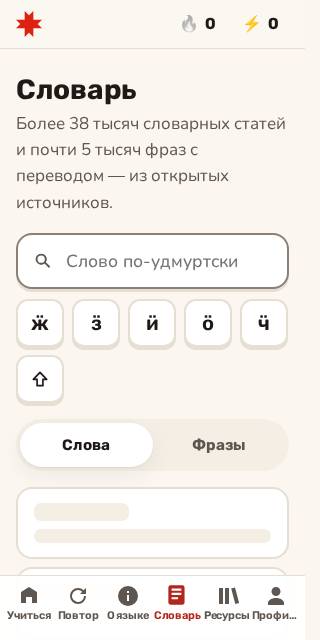 0 0
Словарь
Более 38 тысяч словарных статей
и почти 5 тысяч фраз с
переводом — из открытых
источников.
Слово по-удмуртски
ӝ ӟ ӥ ӧ ӵ
Слова Фразы
Учиться Повтор О языке Словарь Ресурсы Профи…